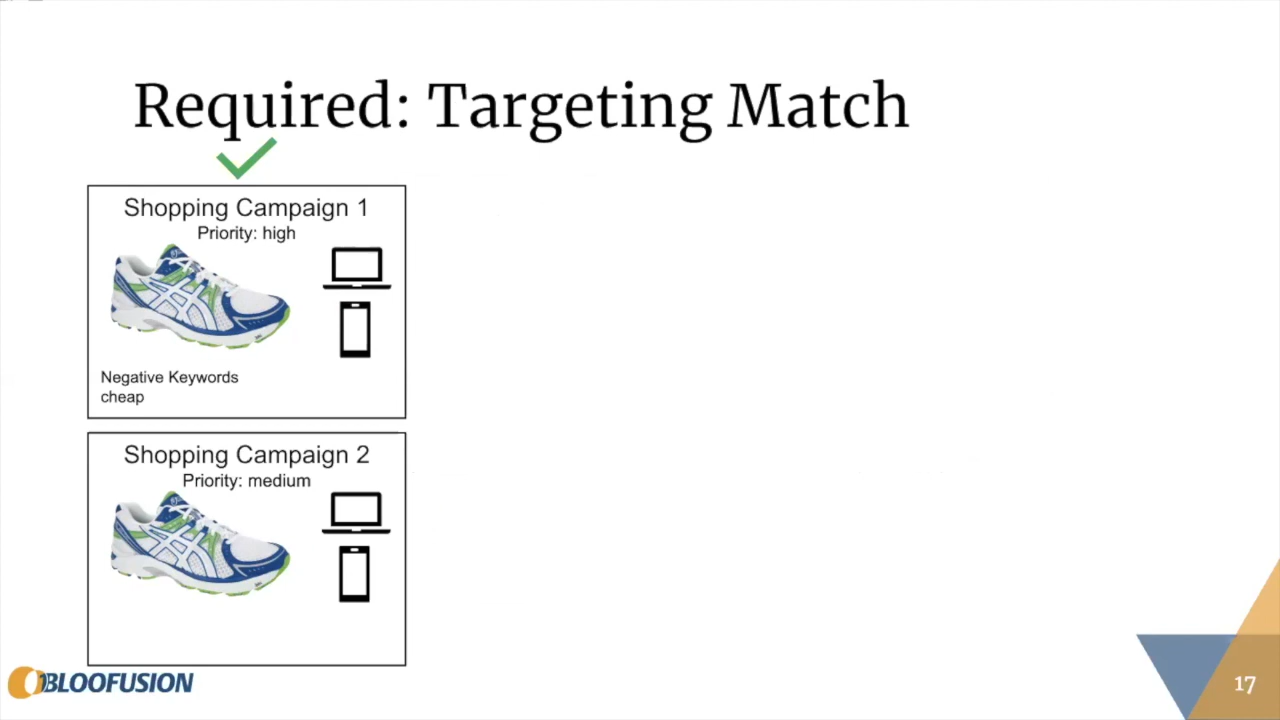 Required: Targeting Match
Shopping Campaign 1
Priority: high
Negative Keywords
cheap
Shopping Campaign 2
Priority: medium
BLOOFUSION
17